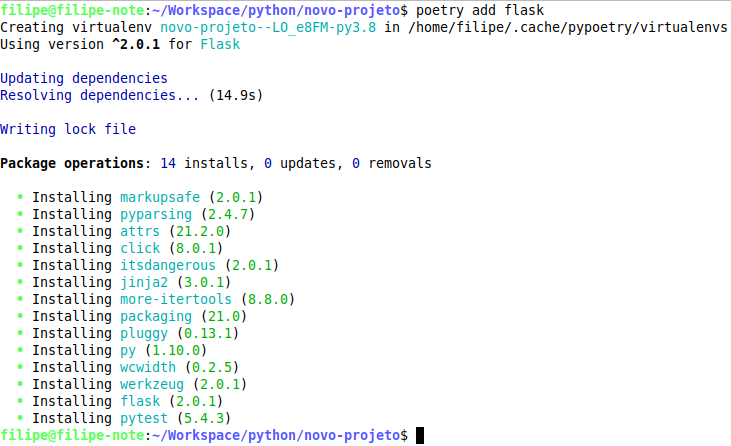 filipe@filipe-note:~/Workspace/python/novo-projeto$ poetry add flask
Creating virtualenv novo-projeto--LO_e8FM-py3.8 in /home/filipe/.cache/pypoetry/virtualenvs
Using version ^2.0.1 for Flask
Updating dependencies
Resolving dependencies... (14.9s)
Writing lock file
Package operations: 14 installs, 0 updates, 0 removals
• Installing markupsafe (2.0.1)
• Installing pyparsing (2.4.7)
• Installing attrs (21.2.0)
• Installing click (8.0.1)
• Installing itsdangerous (2.0.1)
• Installing jinja2 (3.0.1)
• Installing more-itertools (8.8.0)
• Installing packaging (21.0)
• Installing pluggy (0.13.1)
• Installing py (1.10.0)
• Installing wcwidth (0.2.5)
• Installing werkzeug (2.0.1)
• Installing flask (2.0.1)
• Installing pytest (5.4.3)
filipe@filipe-note:~/Workspace/python/novo-projeto$